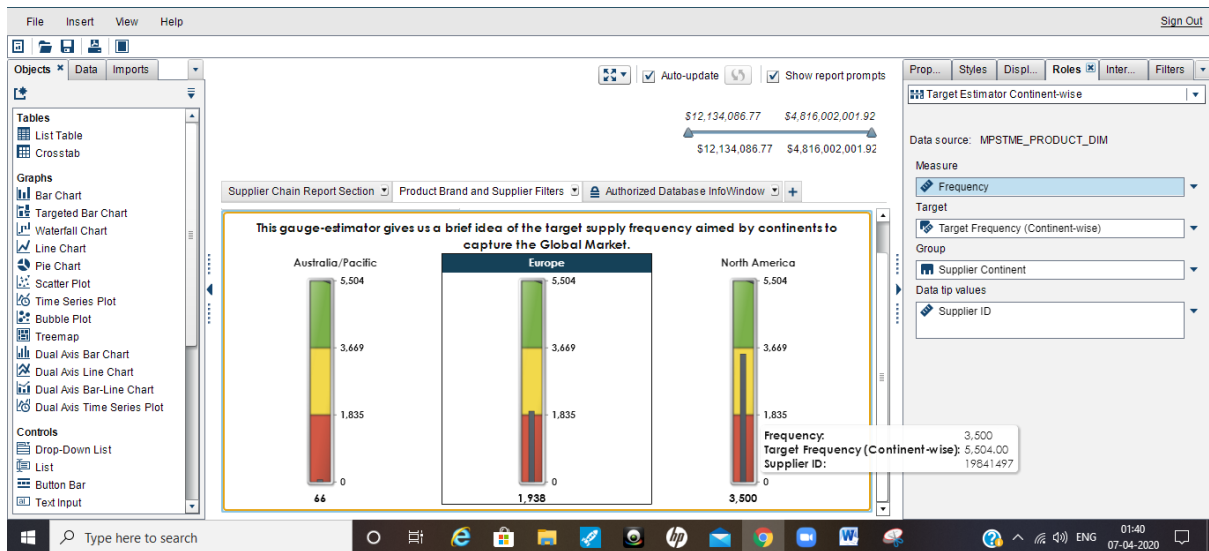 File Insert View Help Sign Out
Objects Data Imports
Auto-update Show report prompts
Prop... Styles Displ... Roles Inter... Filters
Target Estimator Continent-wise
Tables
List Table
Crosstab
Graphs
Bar Chart
Targeted Bar Chart
Waterfall Chart
Line Chart
Pie Chart
Scatter Plot
Time Series Plot
Bubble Plot
Treemap
Dual Axis Bar Chart
Dual Axis Line Chart
Dual Axis Bar-Line Chart
Dual Axis Time Series Plot
Controls
Drop-Down List
List
Button Bar
Text Input
$12,134,086.77 $4,816,002,001.92
$12,134,086.77 $4,816,002,001.92
Supplier Chain Report Section Product Brand and Supplier Filters Authorized Database InfoWindow
This gauge-estimator gives us a brief idea of the target supply frequency aimed by continents to
capture the Global Market.
Australia/Pacific
5,504
3,669
1,835
0
66
Europe
5,504
3,669
1,835
0
1,938
North America
5,504
3,669
1,835
0
3,500
Frequency: 3,500
Target Frequency (Continent-wise): 5,504.00
Supplier ID: 19841497
Data source: MPSTME_PRODUCT_DIM
Measure
Frequency
Target
Target Frequency (Continent-wise)
Group
Supplier Continent
Data tip values
Supplier ID
Type here to search
ENG
01:40
07-04-2020